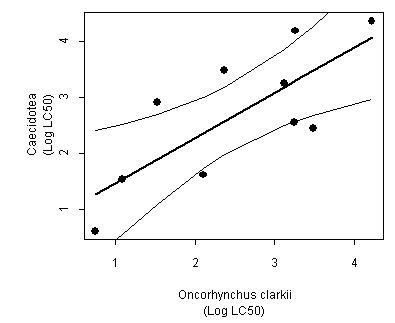 4
3
2
1
Caecidotea
(Log LC50)
1 2 3 4
Oncorhynchus clarkii
(Log LC50)